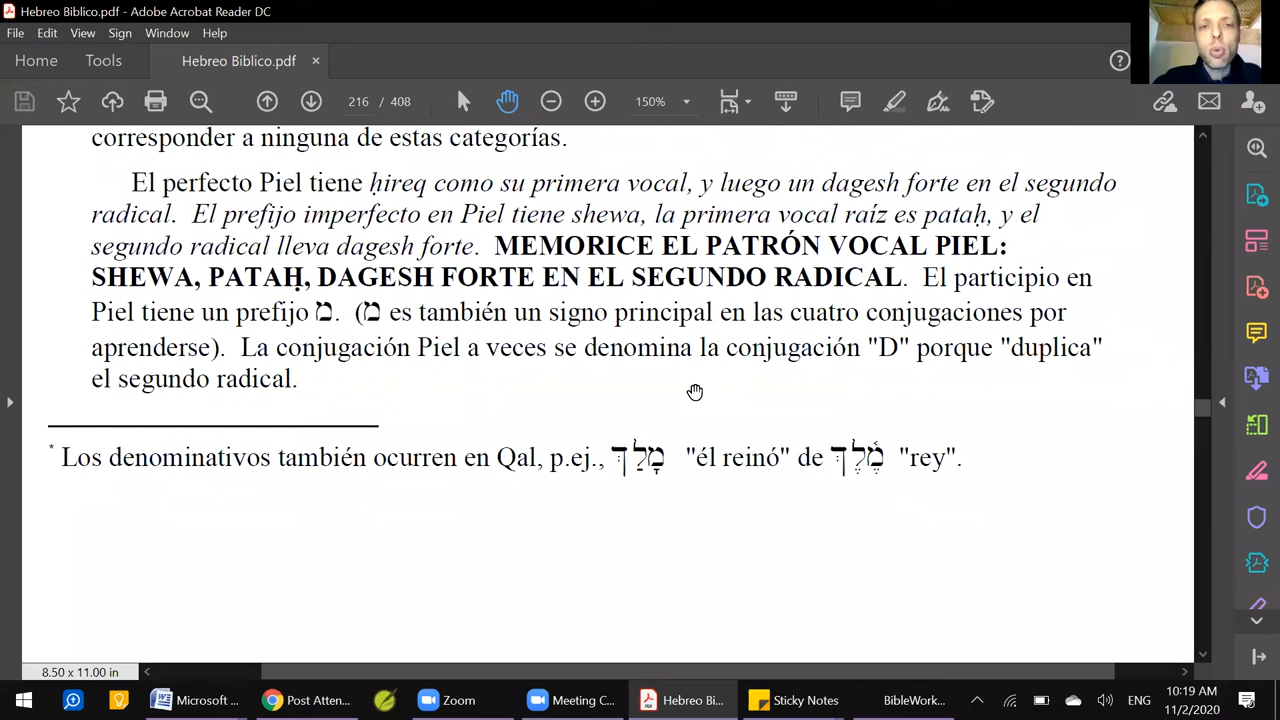 Hebreo Biblico.pdf - Adobe Acrobat Reader DC
File Edit View Sign Window Help
Home Tools Hebreo Biblico.pdf ×
216 / 408 150%
corresponder a ninguna de estas categorías.
El perfecto Piel tiene ḥireq como su primera vocal, y luego un dagesh forte en el segundo
radical. El prefijo imperfecto en Piel tiene shewa, la primera vocal raíz es pataḥ, y el
segundo radical lleva dagesh forte. MEMORICE EL PATRÓN VOCAL PIEL:
SHEWA, PATAḤ, DAGESH FORTE EN EL SEGUNDO RADICAL. El participio en
Piel tiene un prefijo מ. (מ es también un signo principal en las cuatro conjugaciones por
aprenderse). La conjugación Piel a veces se denomina la conjugación "D" porque "duplica"
el segundo radical.
* Los denominativos también ocurren en Qal, p.ej., מָלַךְ "él reinó" de מֶ֫לֶךְ "rey".
8.50 x 11.00 in
Microsoft ... Post Atten... Zoom Meeting C... Hebreo Bi... Sticky Notes BibleWork... ENG 10:19 AM
11/2/2020